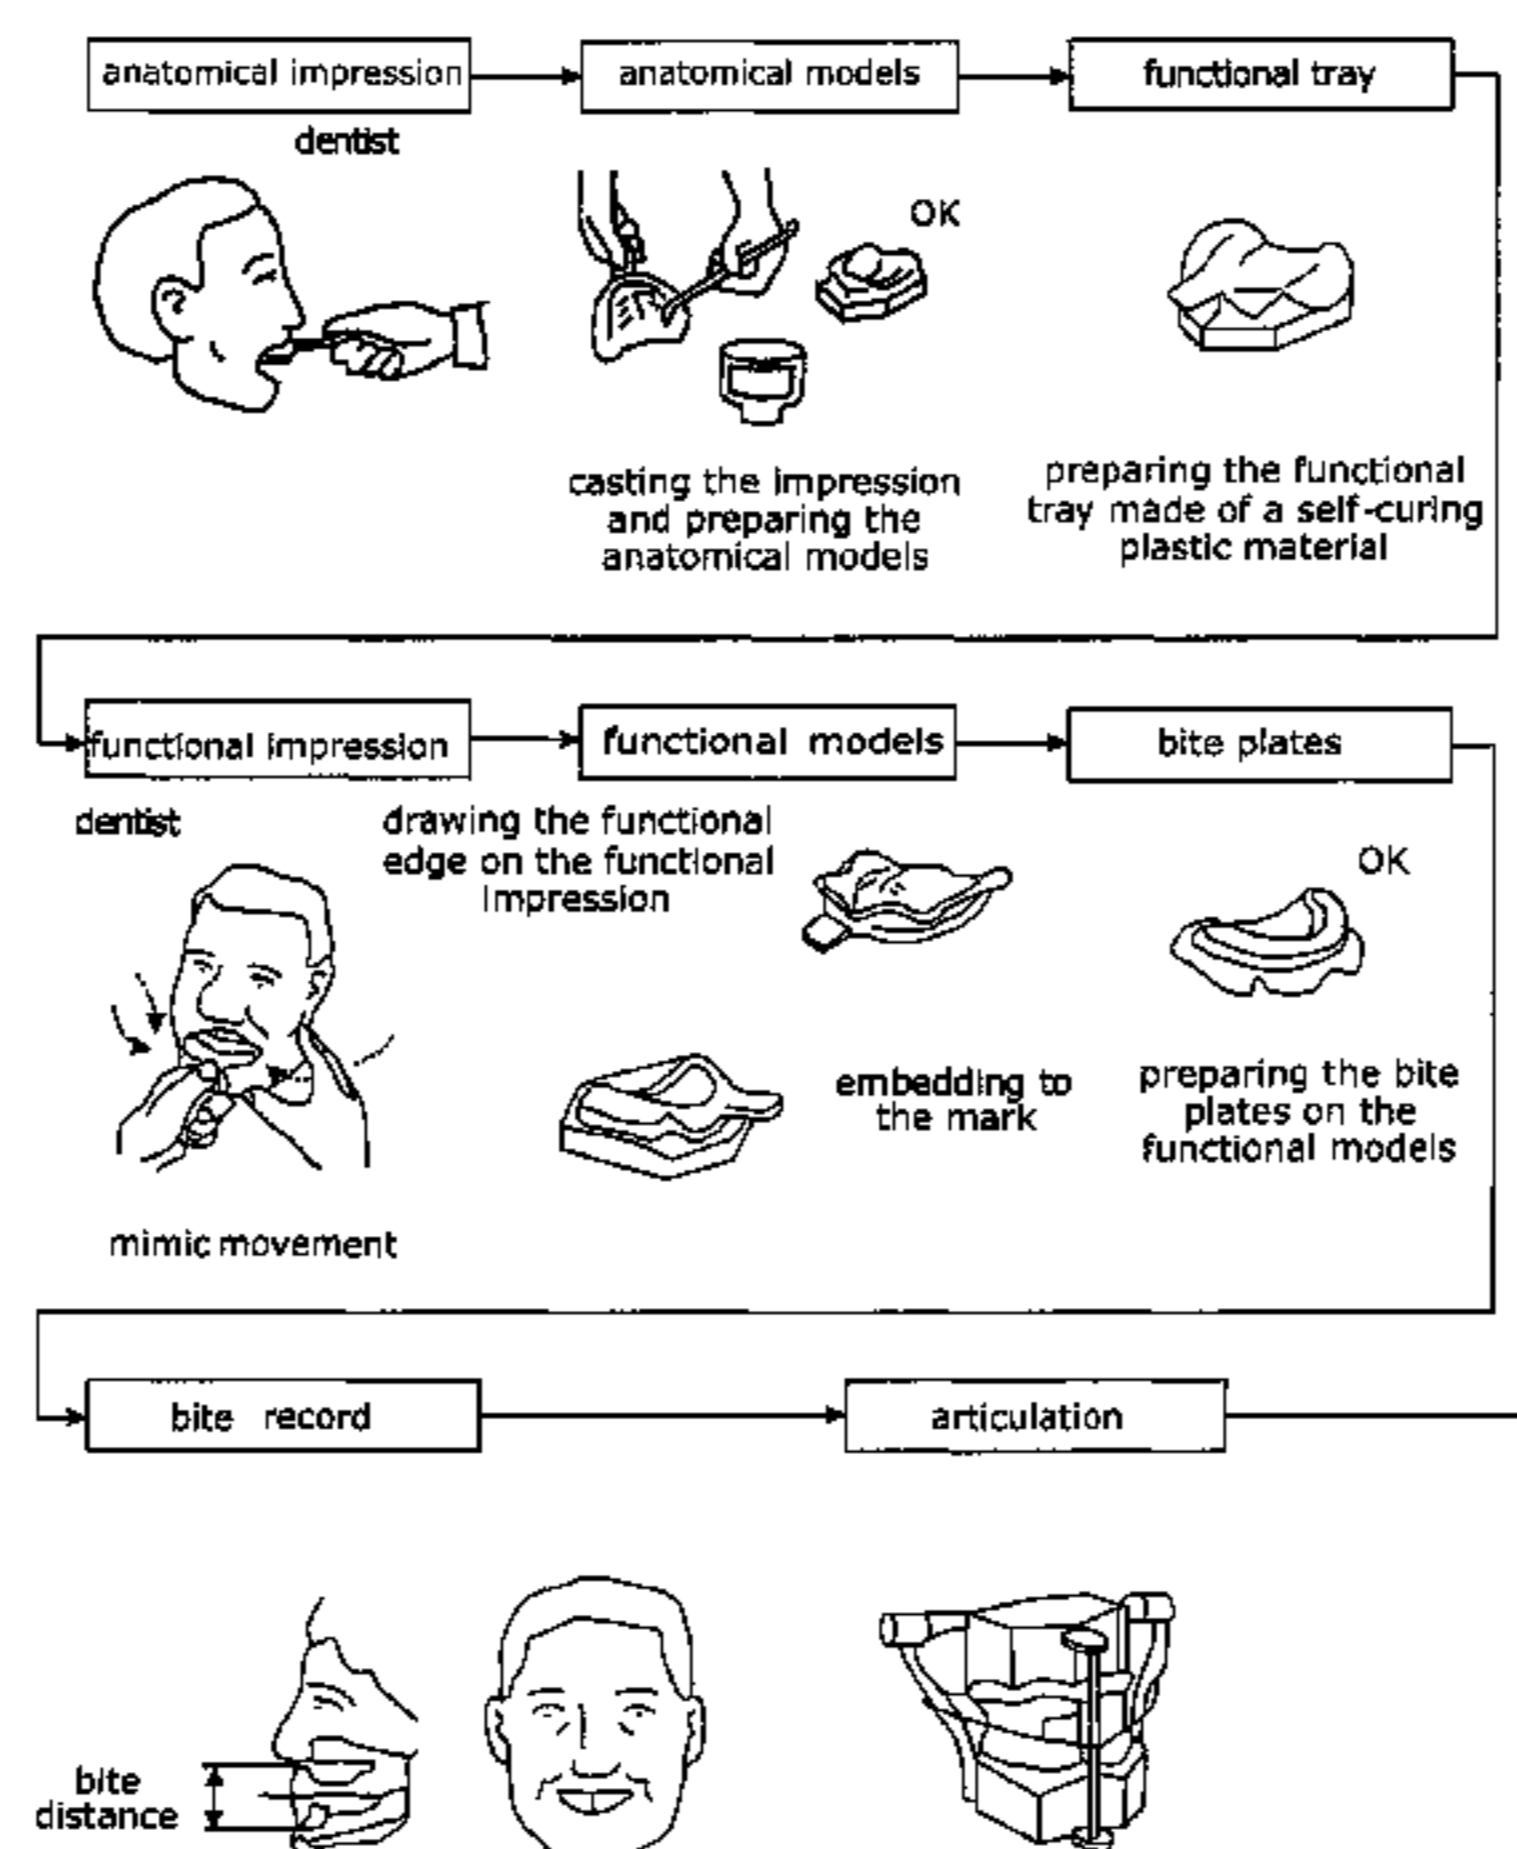 anatomical impression
anatomical models
functional tray
dentist
OK
casting the impression
and preparing the
anatomical models
preparing the functional
tray made of a self-curing
plastic material
functional impression
functional models
bite plates
dentist
drawing the functional
edge on the functional
impression
OK
embedding to
the mark
preparing the bite
plates on the
functional models
mimic movement
bite record
articulation
bite
distance